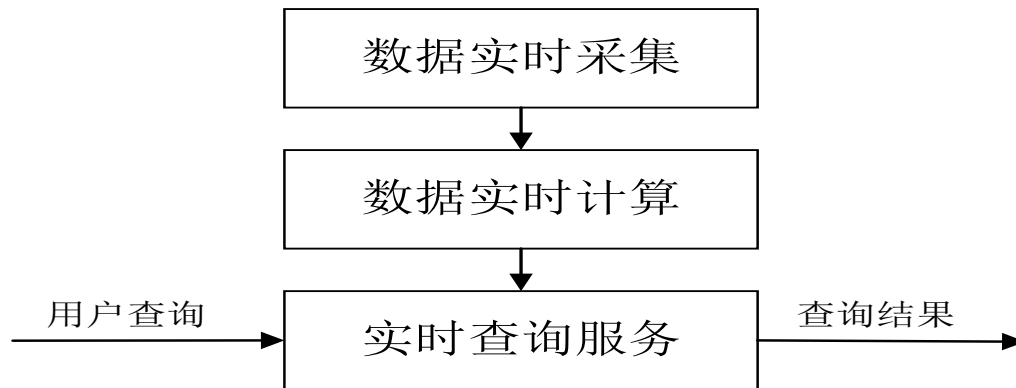 数据实时采集
数据实时计算
用户查询
实时查询服务
查询结果